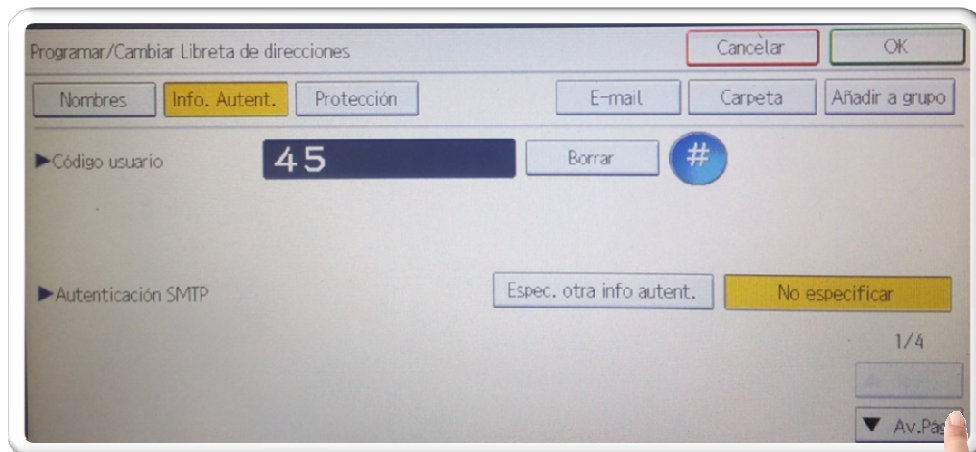 Programar/Cambiar Libreta de direcciones Cancelar OK
Nombres Info. Autent. Protección E-mail Carpeta Añadir a grupo
►Código usuario 45 Borrar #
►Autenticación SMTP Espec. otra info autent. No especificar
1/4
▼ Av.Pág